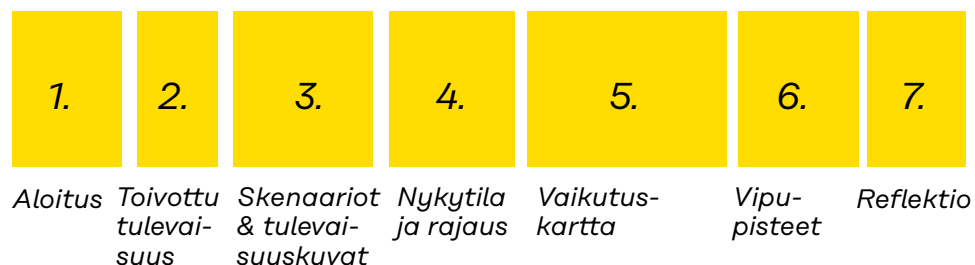 1. 2. 3. 4. 5. 6. 7.
Aloitus
Toivottu
tulevai-
suus
Skenaariot
& tulevai-
suuskuvat
Nykytila
ja rajaus
Vaikutus-
kartta
Vipu-
pisteet
Reflektio